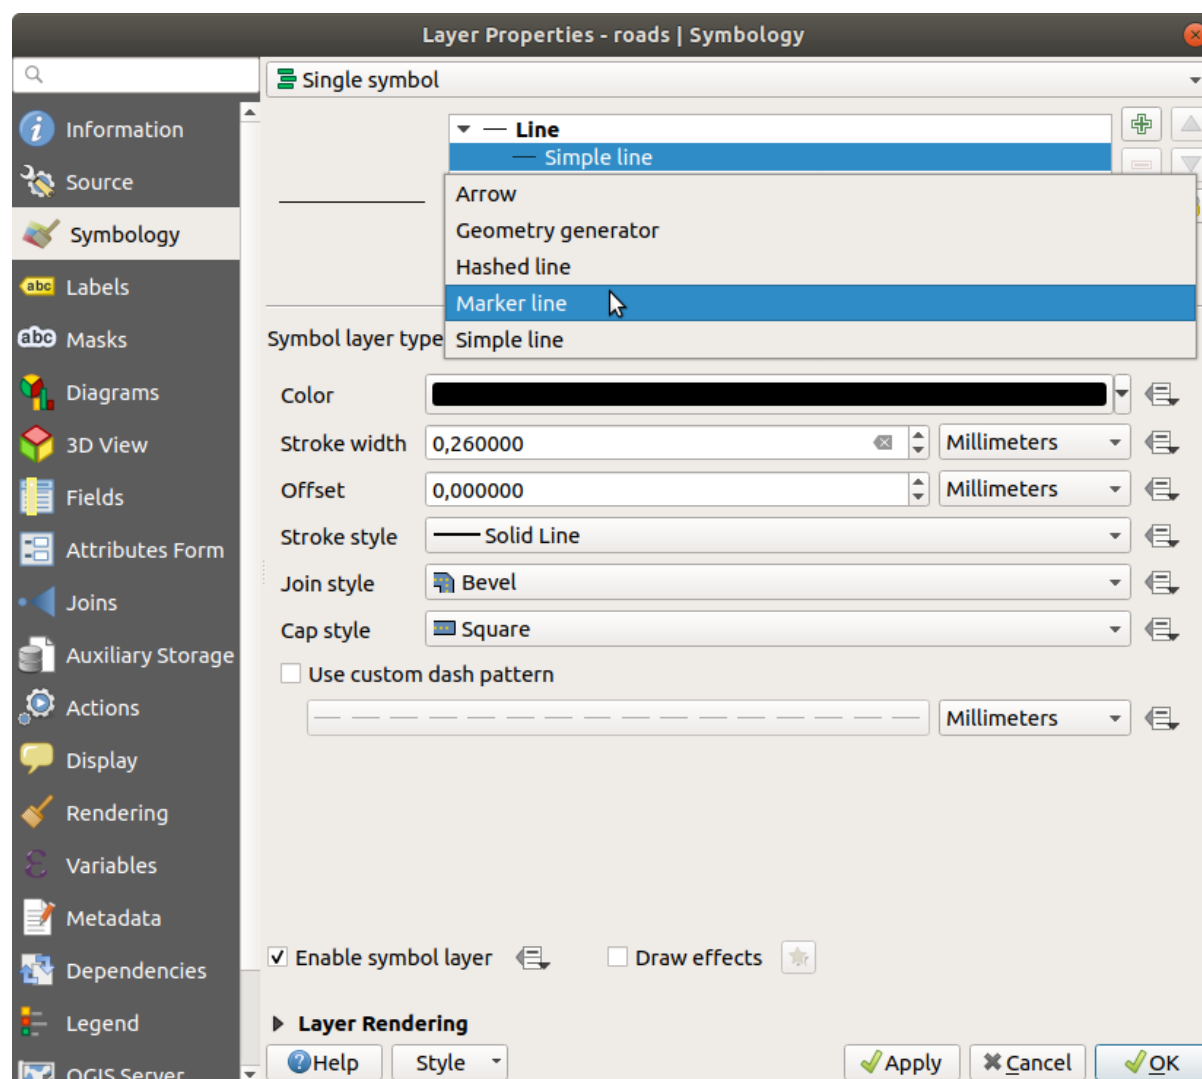 Layer Properties - roads | Symbology
Single symbol
Information
Source
Symbology
abc Labels
abc Masks
Diagrams
3D View
Fields
Attributes Form
Joins
Auxiliary Storage
Actions
Display
Rendering
Variables
Metadata
Dependencies
Legend
QGIS Server
Line
Simple line
Arrow
Geometry generator
Hashed line
Marker line
Symbol layer type Simple line
Color
Stroke width 0,260000 Millimeters
Offset 0,000000 Millimeters
Stroke style Solid Line
Join style Bevel
Cap style Square
Use custom dash pattern
Millimeters
Enable symbol layer Draw effects
Layer Rendering
Help Style Apply Cancel OK